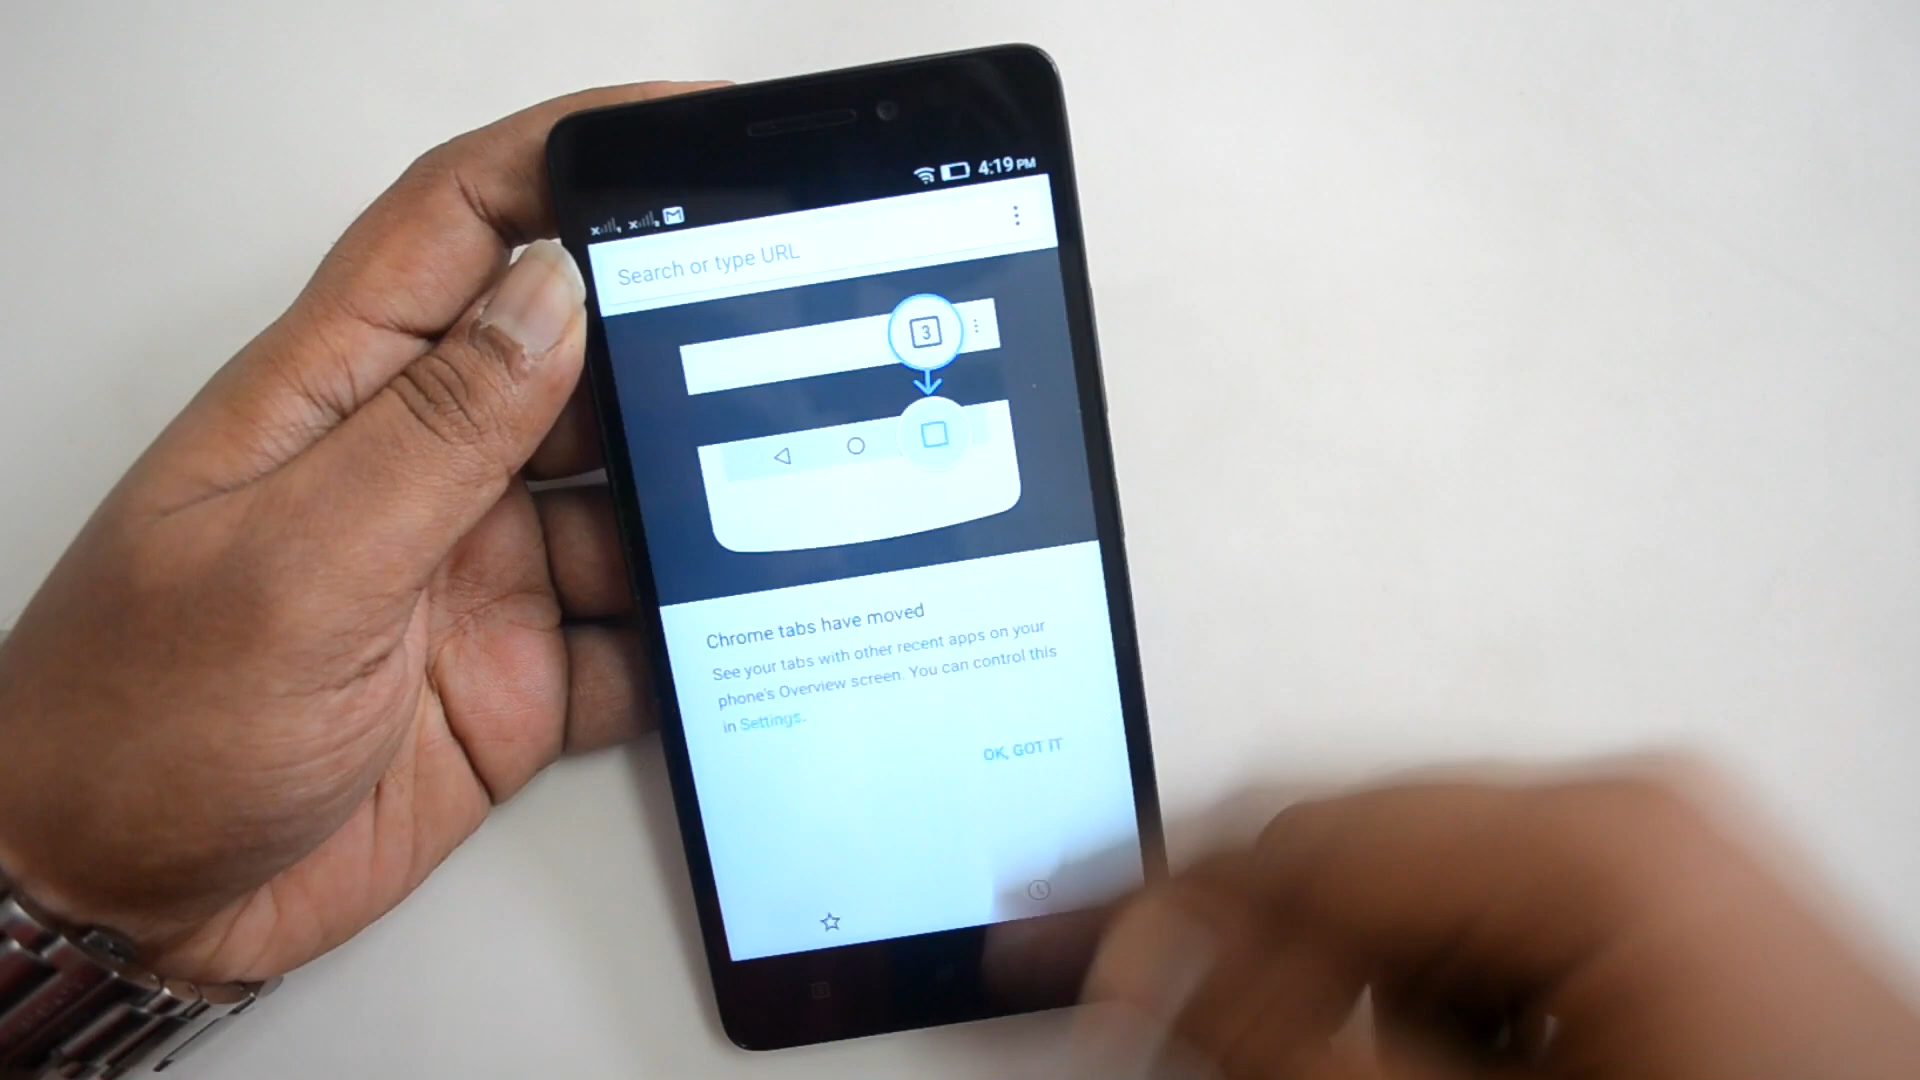 4:19 PM
Search or type URL
3
Chrome tabs have moved
See your tabs with other recent apps on your
phone's Overview screen. You can control this
in Settings.
OK, GOT IT